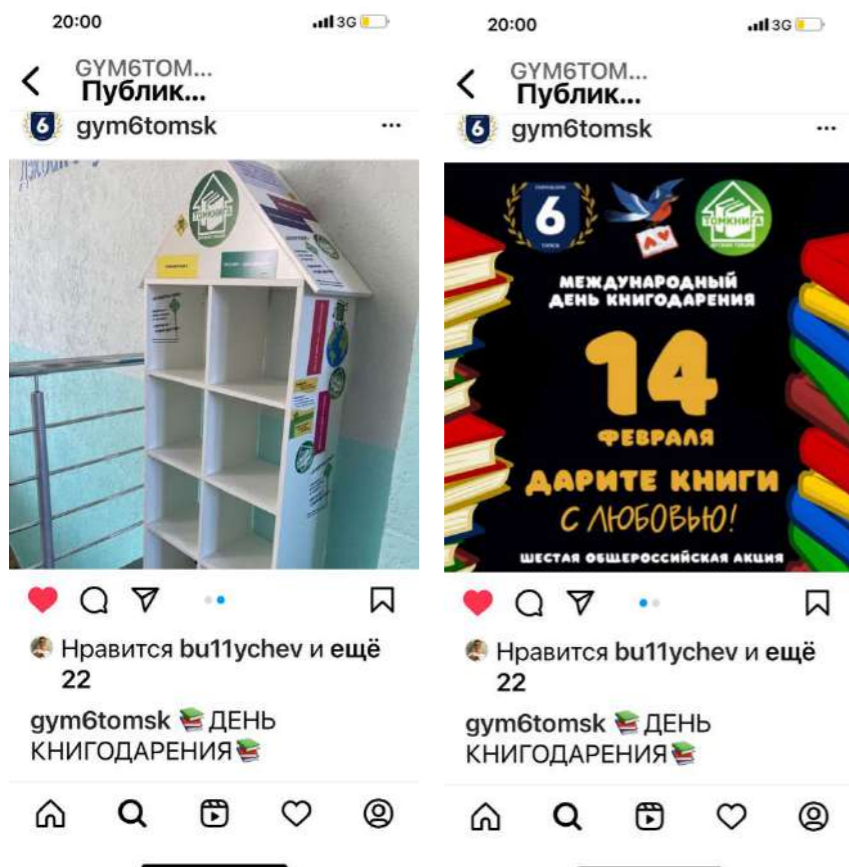 20:00
3G
GYM6TOM...
Публик...
gym6tomsk
ТОМКНИГА
Нравится bu11ychev и ещё
22
gym6tomsk ДЕНЬ
КНИГОДАРЕНИЯ
20:00
3G
GYM6TOM...
Публик...
gym6tomsk
6
ТОМСК
ТОМКНИГА
МЕЖДУНАРОДНЫЙ
ДЕНЬ КНИГОДАРЕНИЯ
14
ФЕВРАЛЯ
ДАРИТЕ КНИГИ
С ЛЮБОВЬЮ!
ШЕСТАЯ ОБЩЕРОССИЙСКАЯ АКЦИЯ
Нравится bu11ychev и ещё
22
gym6tomsk ДЕНЬ
КНИГОДАРЕНИЯ